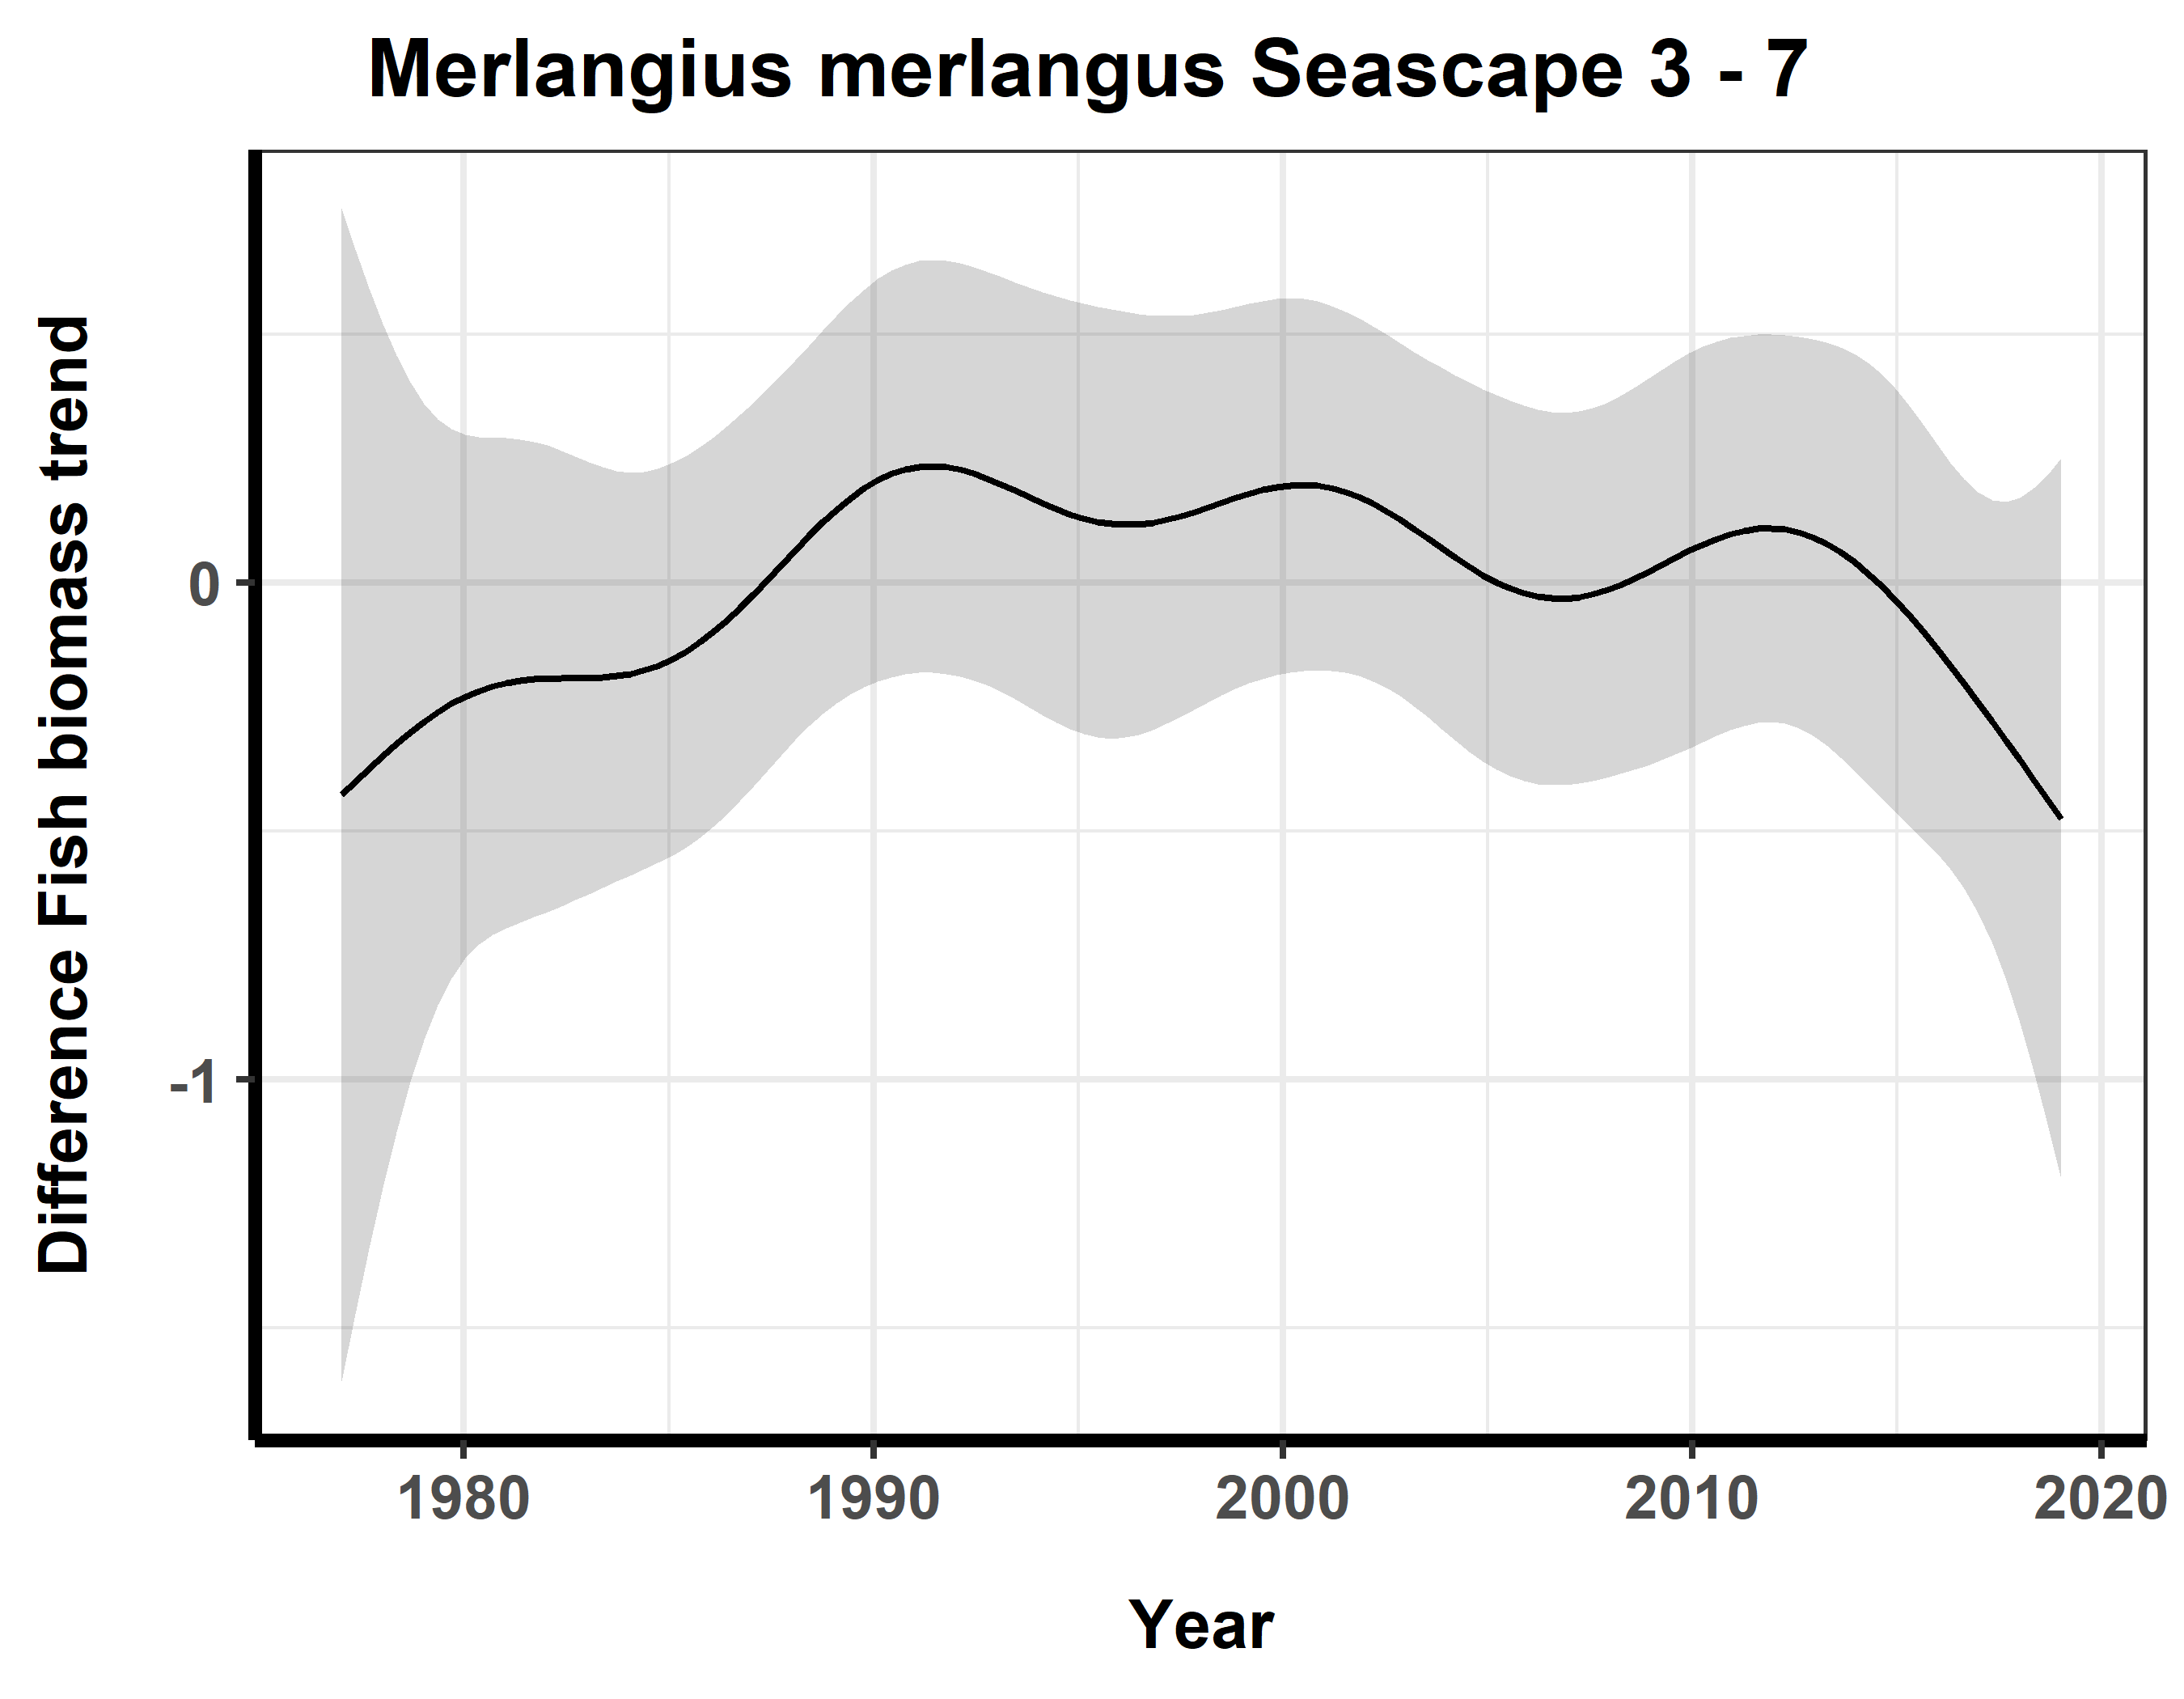 Merlangius merlangus Seascape 3 - 7
Difference Fish biomass trend
0
-1
1980 1990 2000 2010 2020
Year